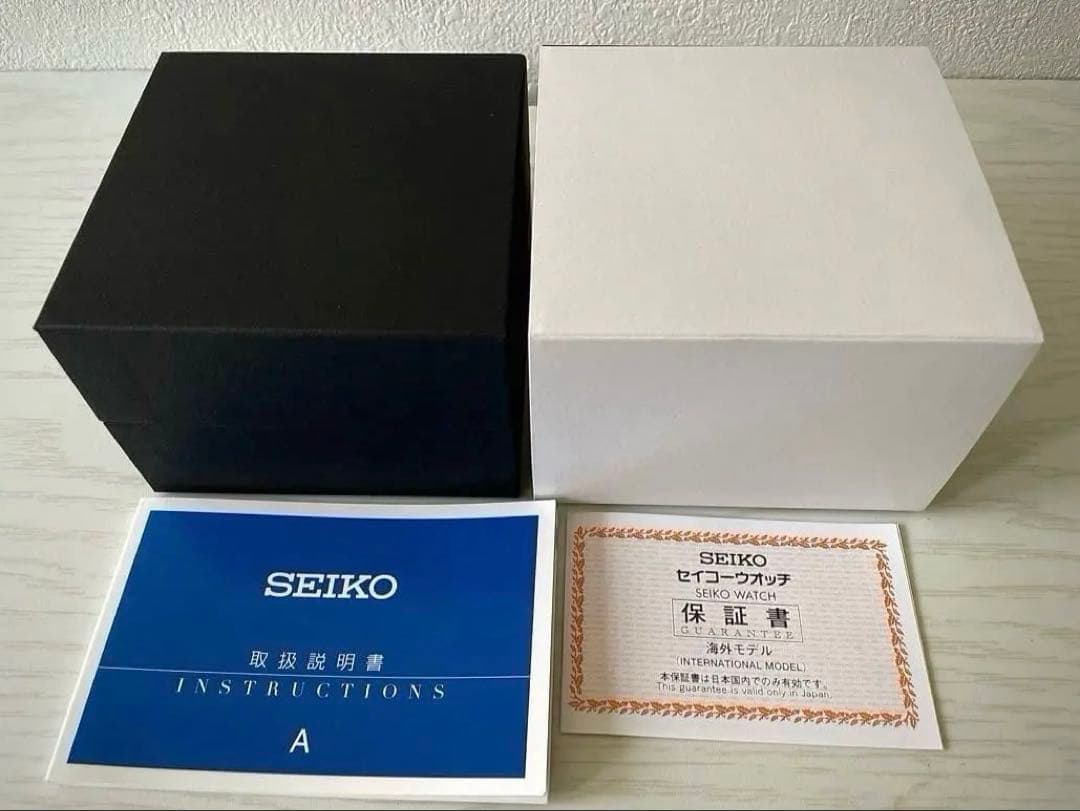 SEIKO
取扱説明書
INSTRUCTIONS
A
SEIKO
セイコーウオッチ
SEIKO WATCH
保証書
GUARANTEE
海外モデル
(INTERNATIONAL MODEL)
本保証書は日本国内でのみ有効です。
This guarantee is valid only in Japan.